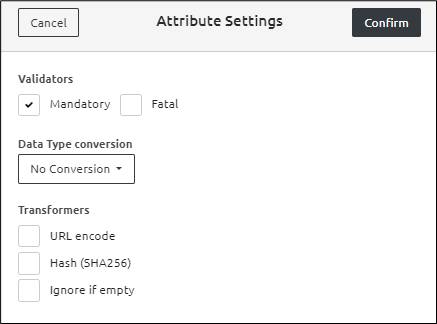 Cancel Attribute Settings Confirm
Validators
Mandatory Fatal
Data Type conversion
No Conversion
Transformers
URL encode
Hash (SHA256)
Ignore if empty